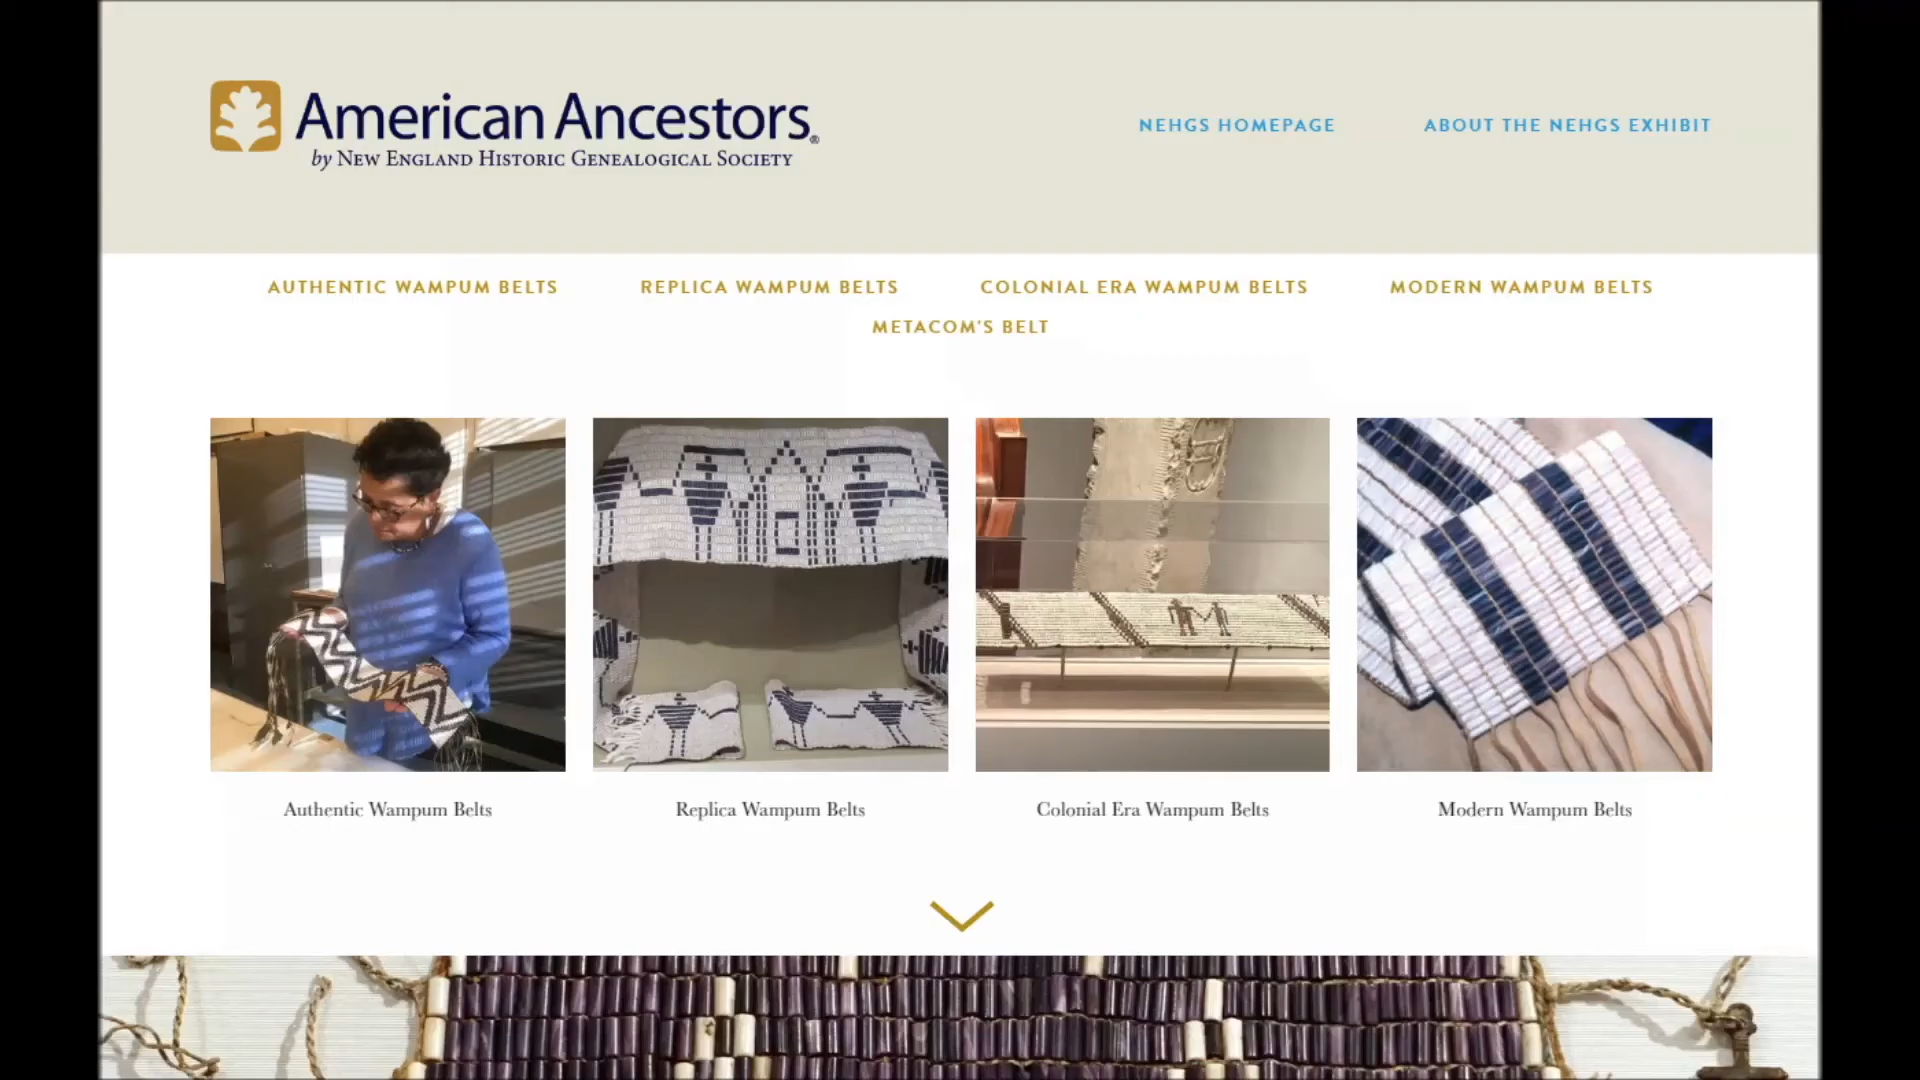 American Ancestors®
by NEW ENGLAND HISTORIC GENEALOGICAL SOCIETY
NEHGS HOMEPAGE
ABOUT THE NEHGS EXHIBIT
AUTHENTIC WAMPUM BELTS
REPLICA WAMPUM BELTS
COLONIAL ERA WAMPUM BELTS
MODERN WAMPUM BELTS
METACOM'S BELT
Authentic Wampum Belts
Replica Wampum Belts
Colonial Era Wampum Belts
Modern Wampum Belts